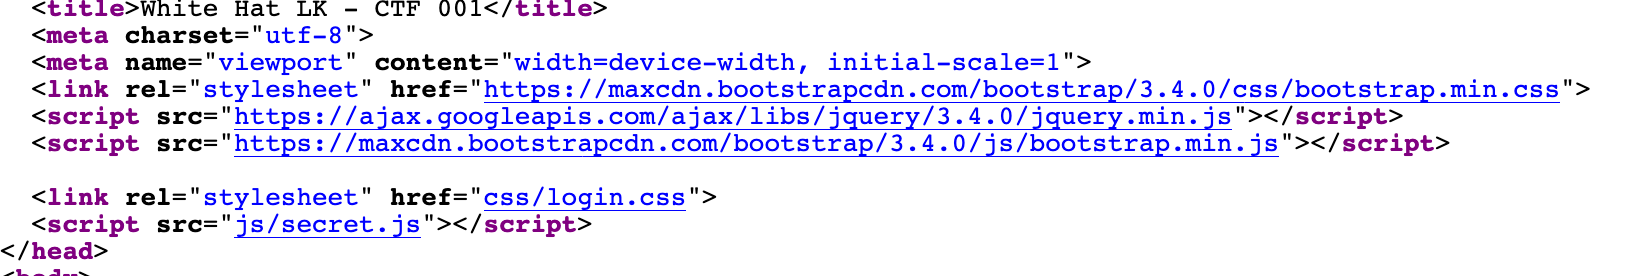 <title>White Hat LK - CTF 001</title>
<meta charset="utf-8">
<meta name="viewport" content="width=device-width, initial-scale=1">
<link rel="stylesheet" href="https://maxcdn.bootstrapcdn.com/bootstrap/3.4.0/css/bootstrap.min.css">
<script src="https://ajax.googleapis.com/ajax/libs/jquery/3.4.0/jquery.min.js"></script>
<script src="https://maxcdn.bootstrapcdn.com/bootstrap/3.4.0/js/bootstrap.min.js"></script>
<link rel="stylesheet" href="css/login.css">
<script src="js/secret.js"></script>
</head>
<body>